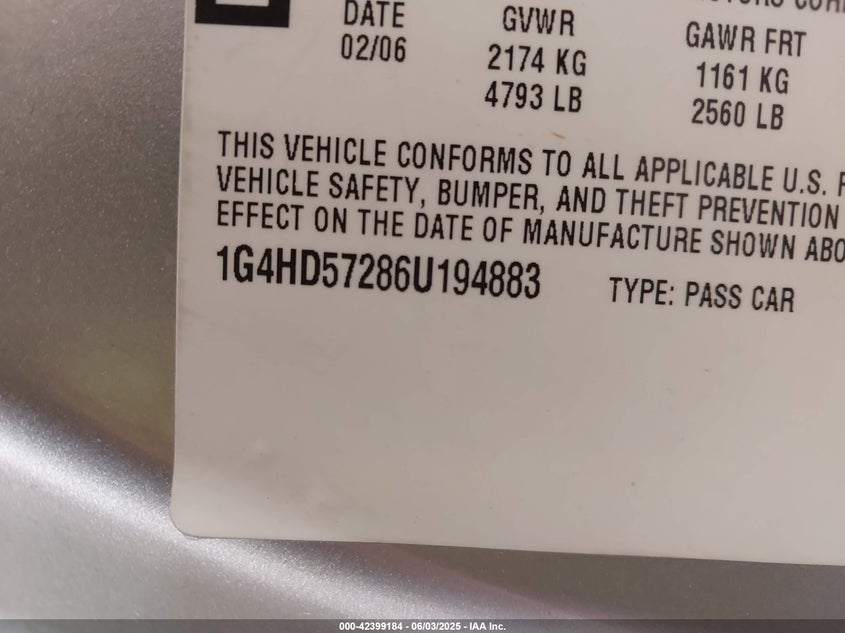 DATE GVWR GAWR FRT
02/06 2174 KG 1161 KG
4793 LB 2560 LB
THIS VEHICLE CONFORMS TO ALL APPLICABLE U.S.
VEHICLE SAFETY, BUMPER, AND THEFT PREVENTION
EFFECT ON THE DATE OF MANUFACTURE SHOWN ABO
1G4HD57286U194883 TYPE: PASS CAR
000-42399184 - 06/03/2025 - IAA Inc.